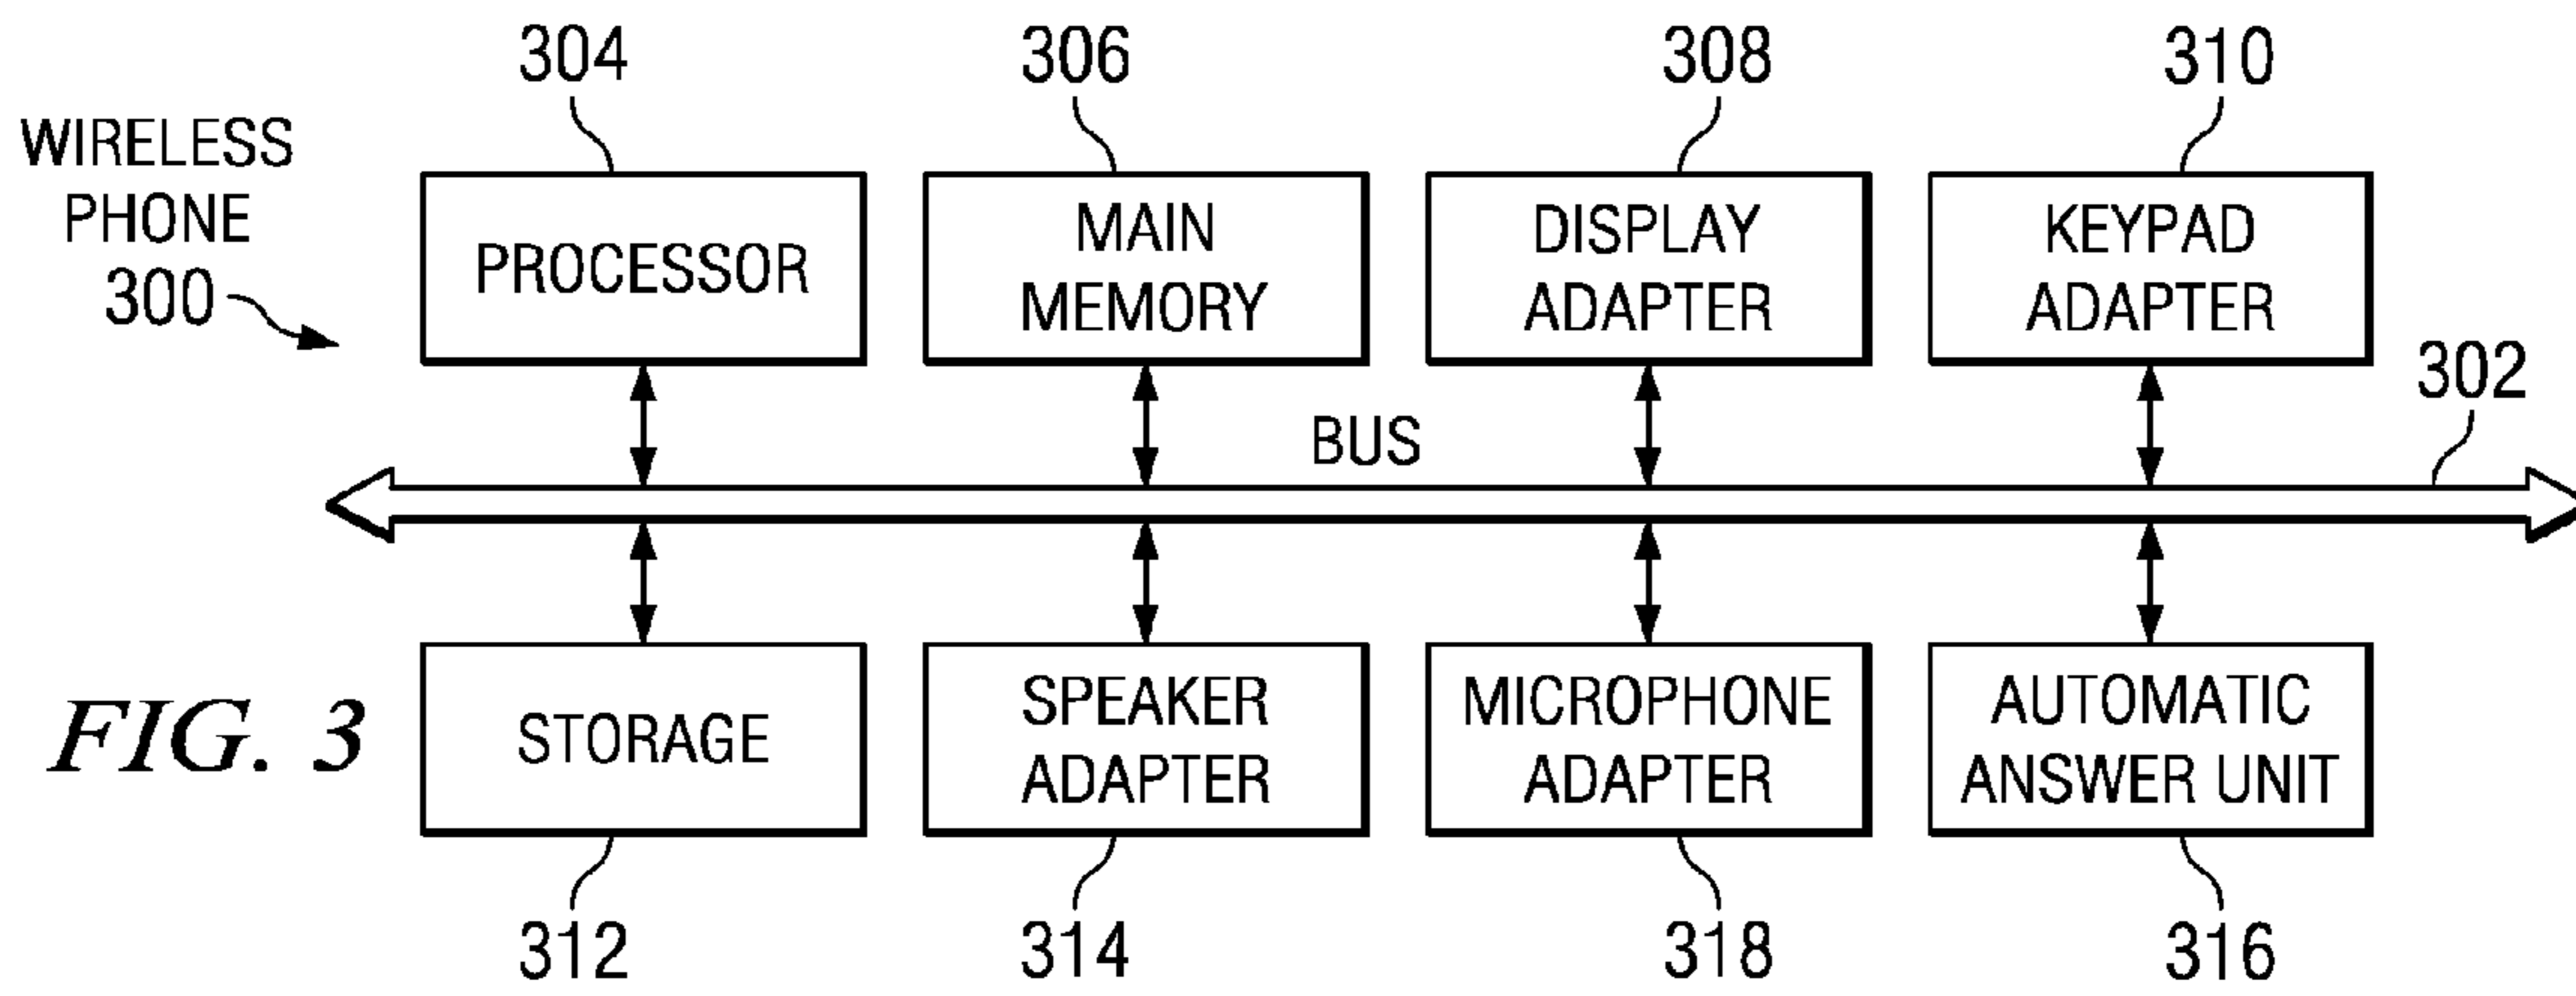 304
306
308
310
WIRELESS
PHONE
300
PROCESSOR
MAIN
MEMORY
DISPLAY
ADAPTER
KEYPAD
ADAPTER
302
BUS
FIG. 3
STORAGE
SPEAKER
ADAPTER
MICROPHONE
ADAPTER
AUTOMATIC
ANSWER UNIT
312
314
318
316